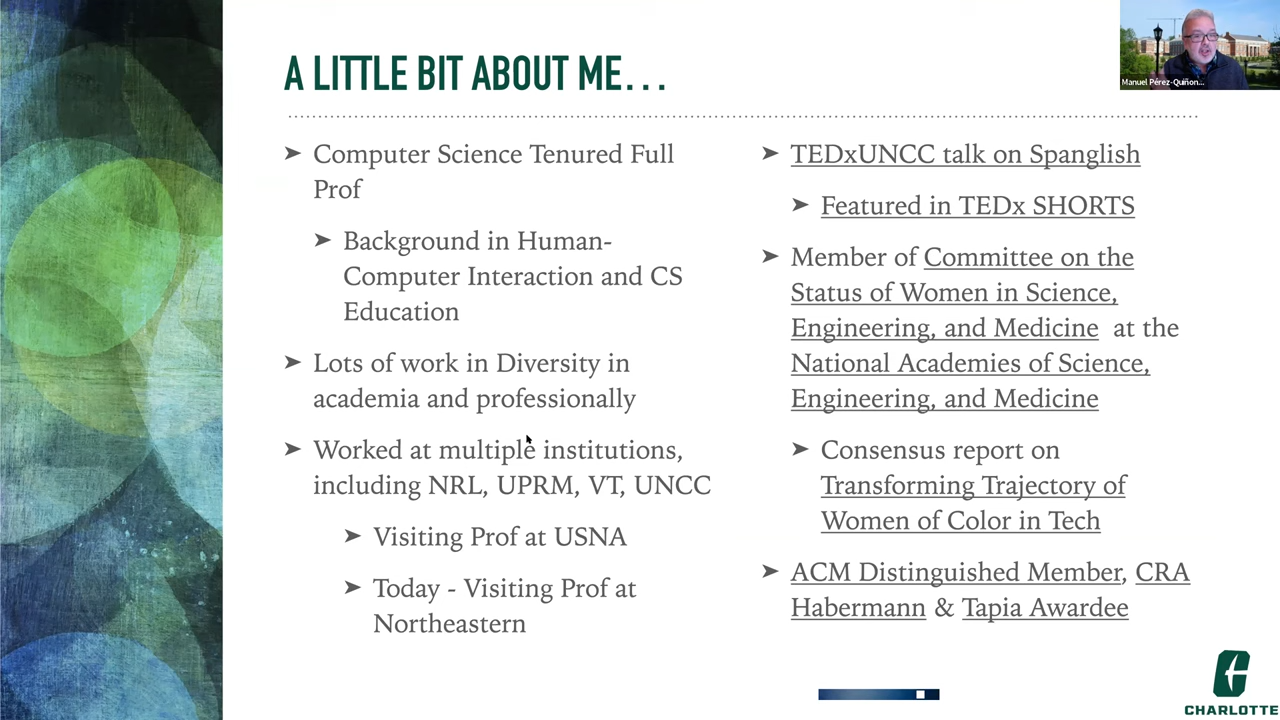 A LITTLE BIT ABOUT ME...
Manuel Pérez-Quiñon...
➤ Computer Science Tenured Full
Prof
➤ Background in Human-
Computer Interaction and CS
Education
➤ Lots of work in Diversity in
academia and professionally
➤ Worked at multiple institutions,
including NRL, UPRM, VT, UNCC
➤ Visiting Prof at USNA
➤ Today - Visiting Prof at
Northeastern
➤ TEDxUNCC talk on Spanglish
➤ Featured in TEDx SHORTS
➤ Member of Committee on the
Status of Women in Science,
Engineering, and Medicine at the
National Academies of Science,
Engineering, and Medicine
➤ Consensus report on
Transforming Trajectory of
Women of Color in Tech
➤ ACM Distinguished Member, CRA
Habermann & Tapia Awardee
CHARLOTTE